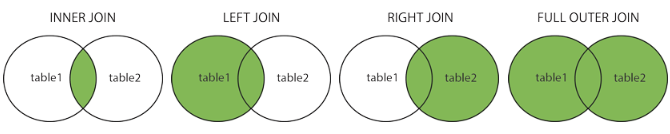 INNER JOIN
LEFT JOIN
RIGHT JOIN
FULL OUTER JOIN
table1
table2
table1
table2
table1
table2
table1
table2